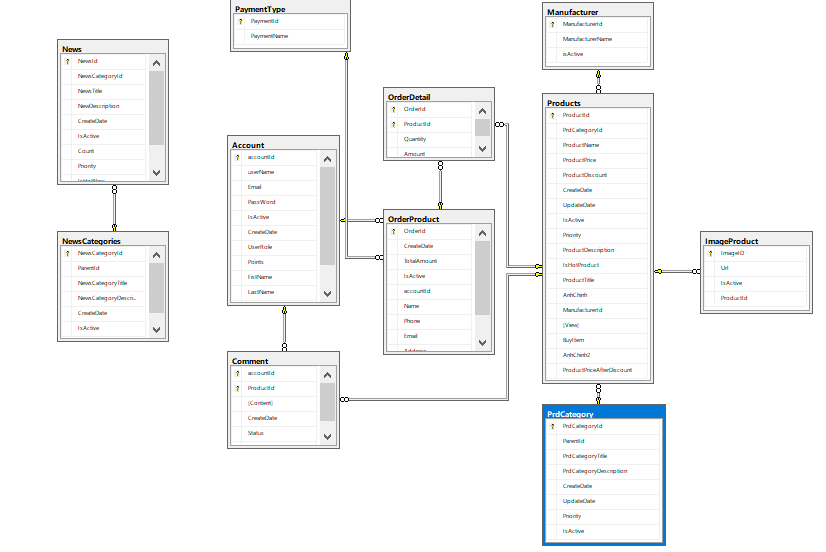 PaymentType
PaymentId
PaymentName
Manufacturer
ManufacturerId
ManufacturerName
isActive
News
NewsId
NewsCategoryId
NewsTitle
NewDescription
CreateDate
IsActive
Count
Priority
OrderDetail
OrderId
ProductId
Quantity
Amount
Products
ProductId
PrdCategoryId
ProductName
ProductPrice
ProductDiscount
CreateDate
UpdateDate
IsActive
Priority
ProductDescription
IsHotProduct
ProductTitle
AnhChinh
ManufacturerId
[View]
BuyItem
AnhChinh2
ProductPriceAfterDiscount
Account
accountId
userName
Email
PassWord
IsActive
CreateDate
UserRole
Points
FirtName
LastName
OrderProduct
OrderId
CreateDate
TotalAmount
IsActive
accountId
Name
Phone
Email
Address
NewsCategories
NewsCategoryId
ParentId
NewsCategoryTitle
NewsCategoryDescri...
CreateDate
IsActive
ImageProduct
ImageID
Url
IsActive
ProductId
Comment
accountId
ProductId
[Content]
CreateDate
Status
PrdCategory
PrdCategoryId
ParentId
PrdCategoryTitle
PrdCategoryDescription
CreateDate
UpdateDate
Priority
IsActive